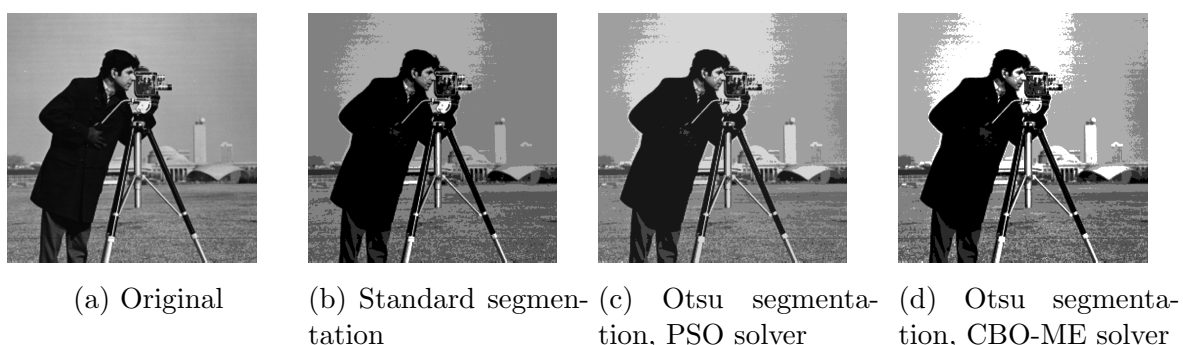 (a) Original
(b) Standard segmen-
tation
(c) Otsu segmenta-
tion, PSO solver
(d) Otsu segmenta-
tion, CBO-ME solver